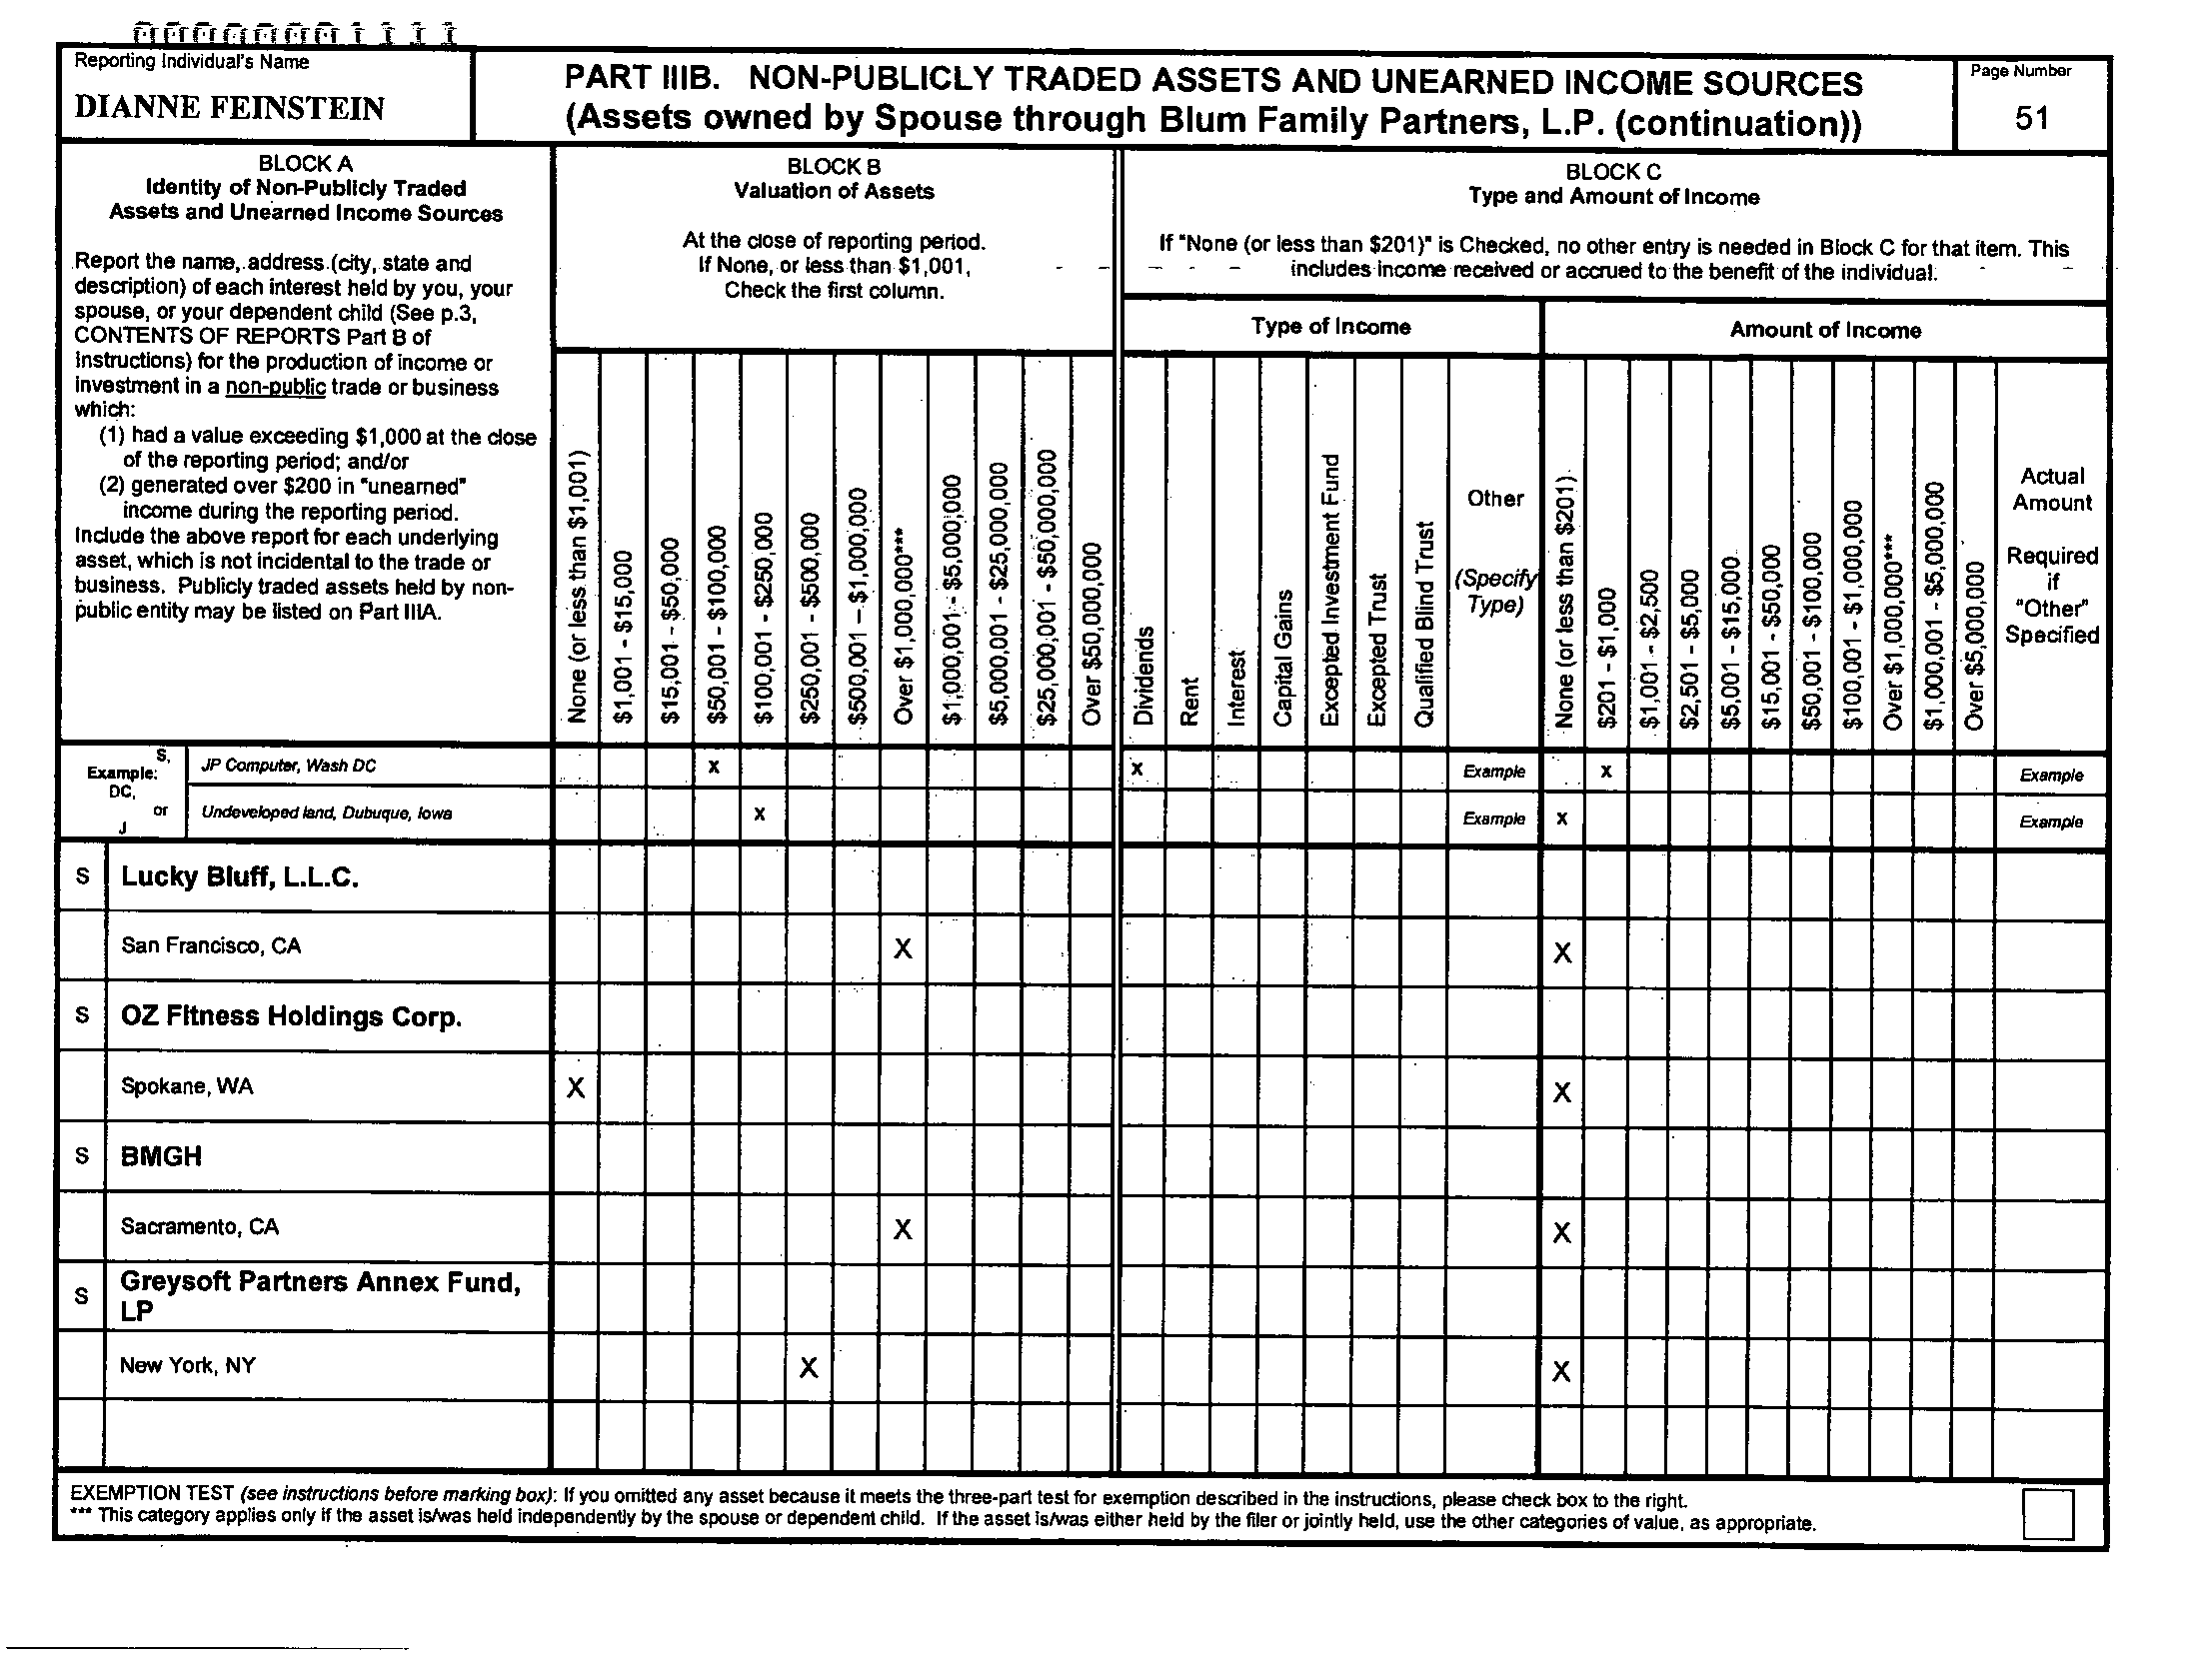 000000001111
Reporting Individual's Name
DIANNE FEINSTEIN
PART IIIB. NON-PUBLICLY TRADED ASSETS AND UNEARNED INCOME SOURCES
(Assets owned by Spouse through Blum Family Partners, L.P. (continuation))
Page Number
51
BLOCK A
Identity of Non-Publicly Traded
Assets and Unearned Income Sources
Report the name, address (city, state and
description) of each interest held by you, your
spouse, or your dependent child (See p.3,
CONTENTS OF REPORTS Part B of
Instructions) for the production of income or
investment in a non-public trade or business
which:
(1) had a value exceeding $1,000 at the close
of the reporting period; and/or
(2) generated over $200 in "unearned"
income during the reporting period.
Include the above report for each underlying
asset, which is not incidental to the trade or
business. Publicly traded assets held by non-
public entity may be listed on Part IIIA.
BLOCK B
Valuation of Assets
At the close of reporting period.
If None, or less than $1,001,
Check the first column.
BLOCK C
Type and Amount of Income
If "None (or less than $201)" is Checked, no other entry is needed in Block C for that item. This
includes income received or accrued to the benefit of the individual.
Type of Income
Amount of Income
None (or less than $1,001)
$1,001 - $15,000
$15,001 - $50,000
$50,001 - $100,000
$100,001 - $250,000
$250,001 - $500,000
$500,001 - $1,000,000
Over $1,000,000***
$1,000,001 - $5,000,000
$5,000,001 - $25,000,000
$25,000,001 - $50,000,000
Over $50,000,000
Dividends
Rent
Interest
Capital Gains
Excepted Investment Fund
Excepted Trust
Qualified Blind Trust
Other
(Specify
Type)
None (or less than $201)
$201 - $1,000
$1,001 - $2,500
$2,501 - $5,000
$5,001 - $15,000
$15,001 - $50,000
$50,001 - $100,000
$100,001 - $1,000,000
Over $1,000,000***
$1,000,001 - $5,000,000
Over $5,000,000
Actual
Amount
Required
if
"Other"
Specified
S,
Example:
DC,
or
J
JP Computer, Wash DC X X Example X Example
Undeveloped land, Dubuque, Iowa X Example X Example
S Lucky Bluff, L.L.C.
San Francisco, CA X X
S OZ Fitness Holdings Corp.
Spokane, WA X X
S BMGH
Sacramento, CA X X
S Greysoft Partners Annex Fund,
LP
New York, NY X X
EXEMPTION TEST (see instructions before marking box): If you omitted any asset because it meets the three-part test for exemption described in the instructions, please check box to the right.
*** This category applies only if the asset is/was held independently by the spouse or dependent child. If the asset is/was either held by the filer or jointly held, use the other categories of value, as appropriate.